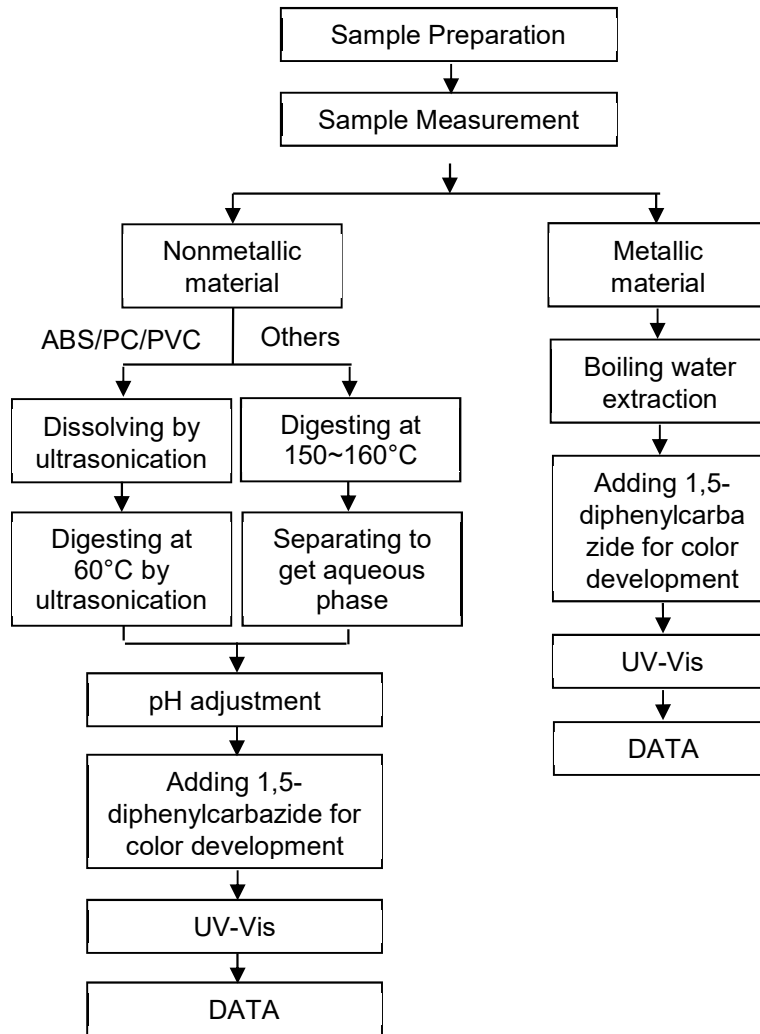 Sample Preparation
Sample Measurement
Nonmetallic
material
Metallic
material
ABS/PC/PVC
Others
Boiling water
extraction
Dissolving by
ultrasonication
Digesting at
150~160°C
Adding 1,5-
diphenylcarba
zide for color
development
Digesting at
60°C by
ultrasonication
Separating to
get aqueous
phase
UV-Vis
pH adjustment
DATA
Adding 1,5-
diphenylcarbazide for
color development
UV-Vis
DATA